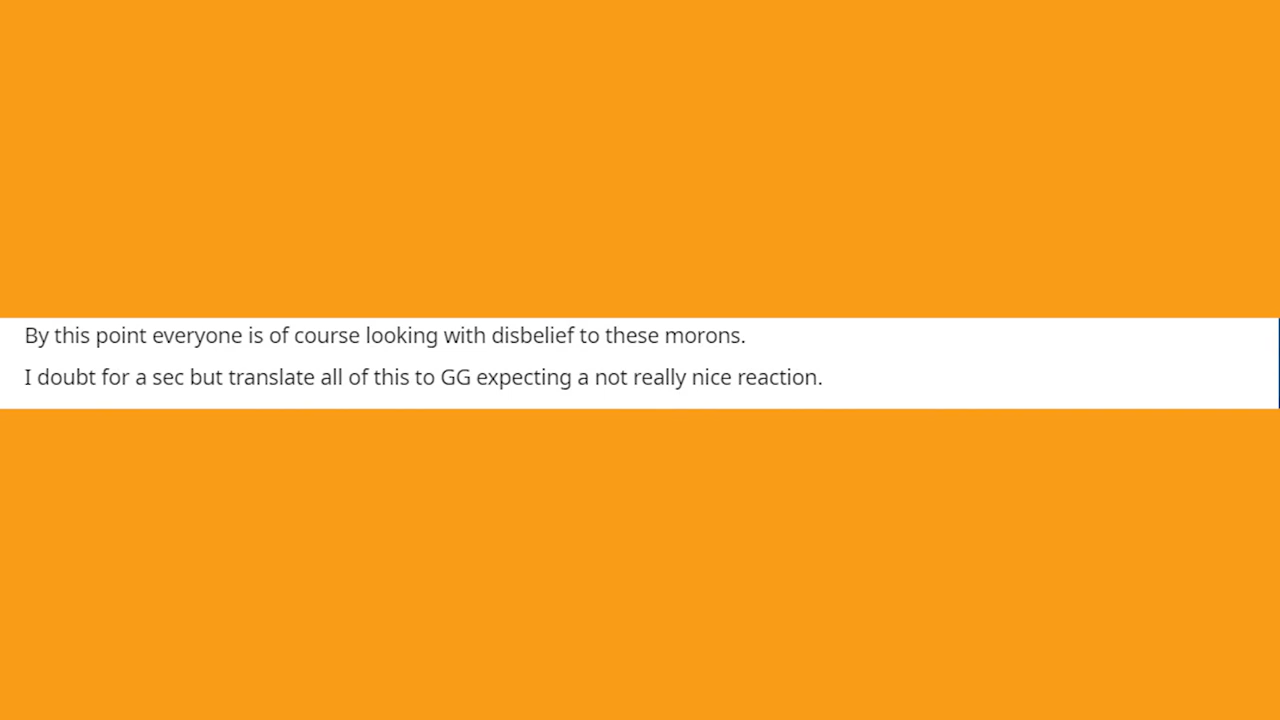 By this point everyone is of course looking with disbelief to these morons.
I doubt for a sec but translate all of this to GG expecting a not really nice reaction.